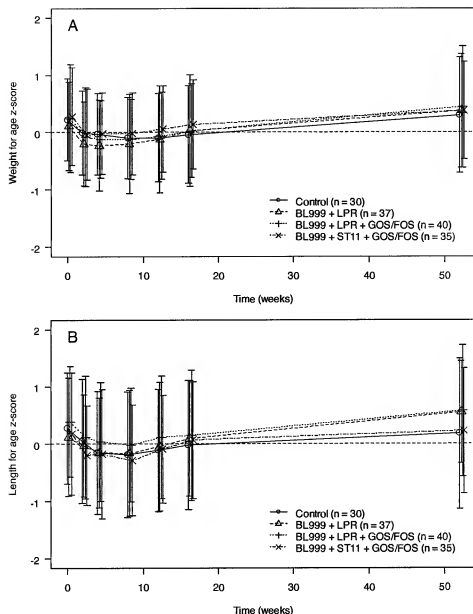 A
Weight for age z-score
2
1
0
-1
-2
Control (n = 30)
BL999 + LPR (n = 37)
BL999 + LPR + GOS/FOS (n = 40)
BL999 + ST11 + GOS/FOS (n = 35)
0 10 20 30 40 50
Time (weeks)
B
Length for age z-score
2
1
0
-1
-2
Control (n = 30)
BL999 + LPR (n = 37)
BL999 + LPR + GOS/FOS (n = 40)
BL999 + ST11 + GOS/FOS (n = 35)
0 10 20 30 40 50
Time (weeks)